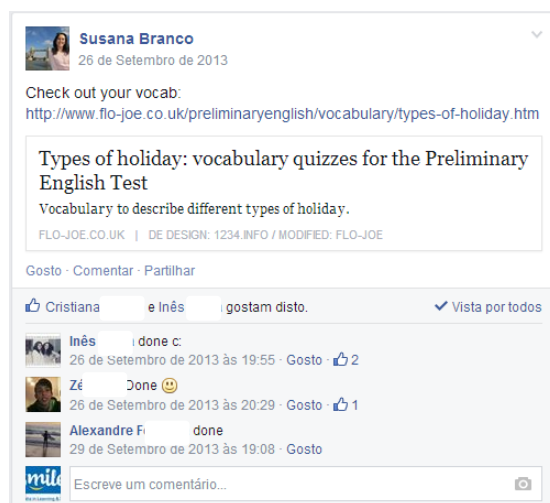 Susana Branco
26 de Setembro de 2013
Check out your vocab:
http://www.flo-joe.co.uk/preliminaryenglish/vocabulary/types-of-holiday.htm
Types of holiday: vocabulary quizzes for the Preliminary
English Test
Vocabulary to describe different types of holiday.
FLO-JOE.CO.UK | DE DESIGN: 1234.INFO / MODIFIED: FLO-JOE
Gosto · Comentar · Partilhar
Cristiana e Inês gostam disto. Vista por todos
Inês done c:
26 de Setembro de 2013 às 19:55 · Gosto · 2
Zé Done
26 de Setembro de 2013 às 20:29 · Gosto · 1
Alexandre done
29 de Setembro de 2013 às 19:08 · Gosto
Escreve um comentário...